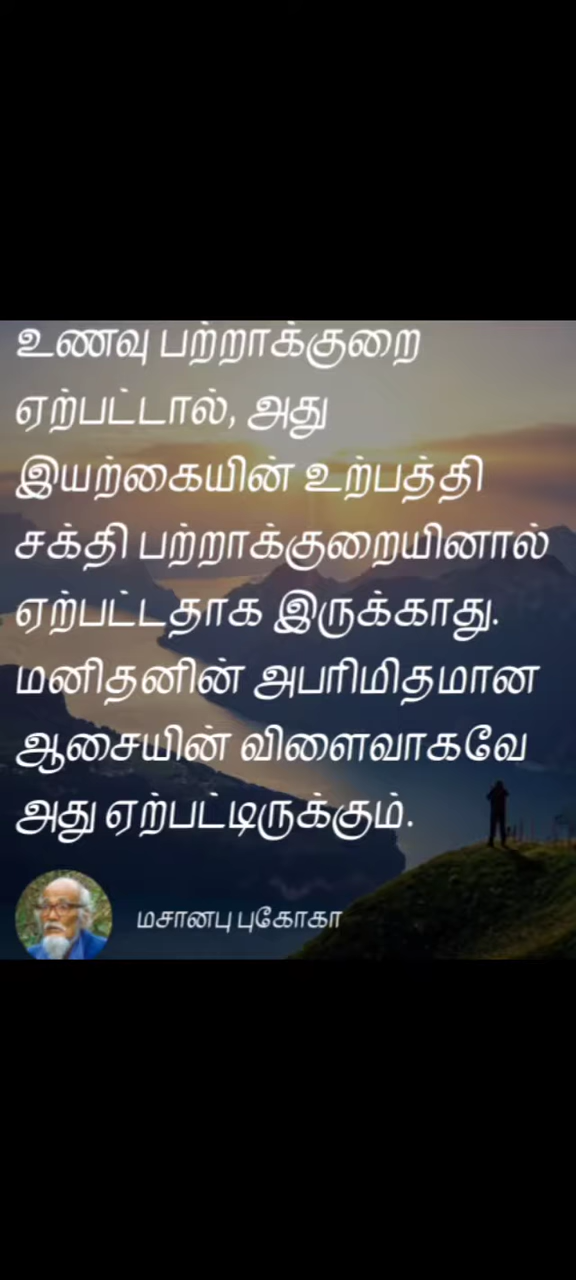 உணவு பற்றாக்குறை
ஏற்பட்டால், அது
இயற்கையின் உற்பத்தி
சக்தி பற்றாக்குறையினால்
ஏற்பட்டதாக இருக்காது.
மனிதனின் அபரிமிதமான
ஆசையின் விளைவாகவே
அது ஏற்பட்டிருக்கும்.
மசானபு புகோகா